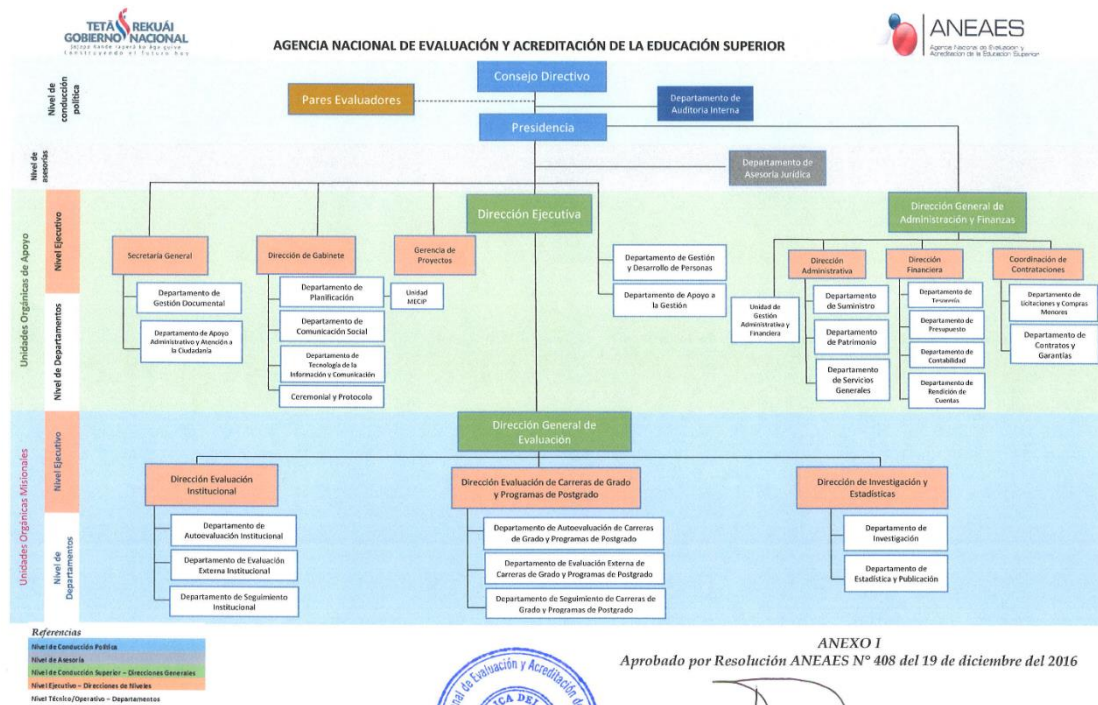 TETÃ REKUÁI
GOBIERNO NACIONAL
Jajapo ñande raperã ko'ãga guive
Construyendo el futuro hoy
AGENCIA NACIONAL DE EVALUACIÓN Y ACREDITACIÓN DE LA EDUCACIÓN SUPERIOR
ANEAES
Agencia Nacional de Evaluación y
Acreditación de la Educación Superior
Nivel de
conducción
política
Consejo Directivo
Pares Evaluadores
Departamento de
Auditoria Interna
Presidencia
Nivel de
asesorías
Departamento de
Asesoría Jurídica
Unidades Orgánicas de Apoyo
Nivel Ejecutivo
Dirección Ejecutiva
Dirección General de
Administración y Finanzas
Secretaría General
Dirección de Gabinete
Gerencia de
Proyectos
Departamento de Gestión
y Desarrollo de Personas
Departamento de Apoyo a
la Gestión
Dirección
Administrativa
Dirección
Financiera
Coordinación de
Contrataciones
Nivel de Departamentos
Departamento de
Gestión Documental
Departamento de Apoyo
Administrativo y Atención a
la Ciudadanía
Departamento de
Planificación
Departamento de
Comunicación Social
Departamento de
Tecnología de la
Información y Comunicación
Ceremonial y Protocolo
Unidad
MECIP
Unidad de
Gestión
Administrativa y
Financiera
Departamento
de Suministro
Departamento
de Patrimonio
Departamento
de Servicios
Generales
Departamento de
Tesorería
Departamento de
Presupuesto
Departamento de
Contabilidad
Departamento de
Rendición de
Cuentas
Departamento de
Licitaciones y Compras
Menores
Departamento de
Contratos y
Garantías
Unidades Orgánicas Misionales
Nivel Ejecutivo
Dirección General de
Evaluación
Dirección Evaluación
Institucional
Dirección Evaluación de Carreras de Grado
y Programas de Postgrado
Dirección de Investigación y
Estadísticas
Nivel de
Departamentos
Departamento de
Autoevaluación Institucional
Departamento de Evaluación
Externa Institucional
Departamento de Seguimiento
Institucional
Departamento de Autoevaluación de Carreras
de Grado y Programas de Postgrado
Departamento de Evaluación Externa de
Carreras de Grado y Programas de Postgrado
Departamento de Seguimiento de Carreras de
Grado y Programas de Postgrado
Departamento de
Investigación
Departamento de
Estadística y Publicación
Referencias
Nivel de Conducción Política
Nivel de Asesoría
Nivel de Conducción Superior – Direcciones Generales
Nivel Ejecutivo – Direcciones de Niveles
Nivel Técnico/Operativo – Departamentos
de Evaluación y Acreditación de
ANEXO I
Aprobado por Resolución ANEAES N° 408 del 19 de diciembre del 2016